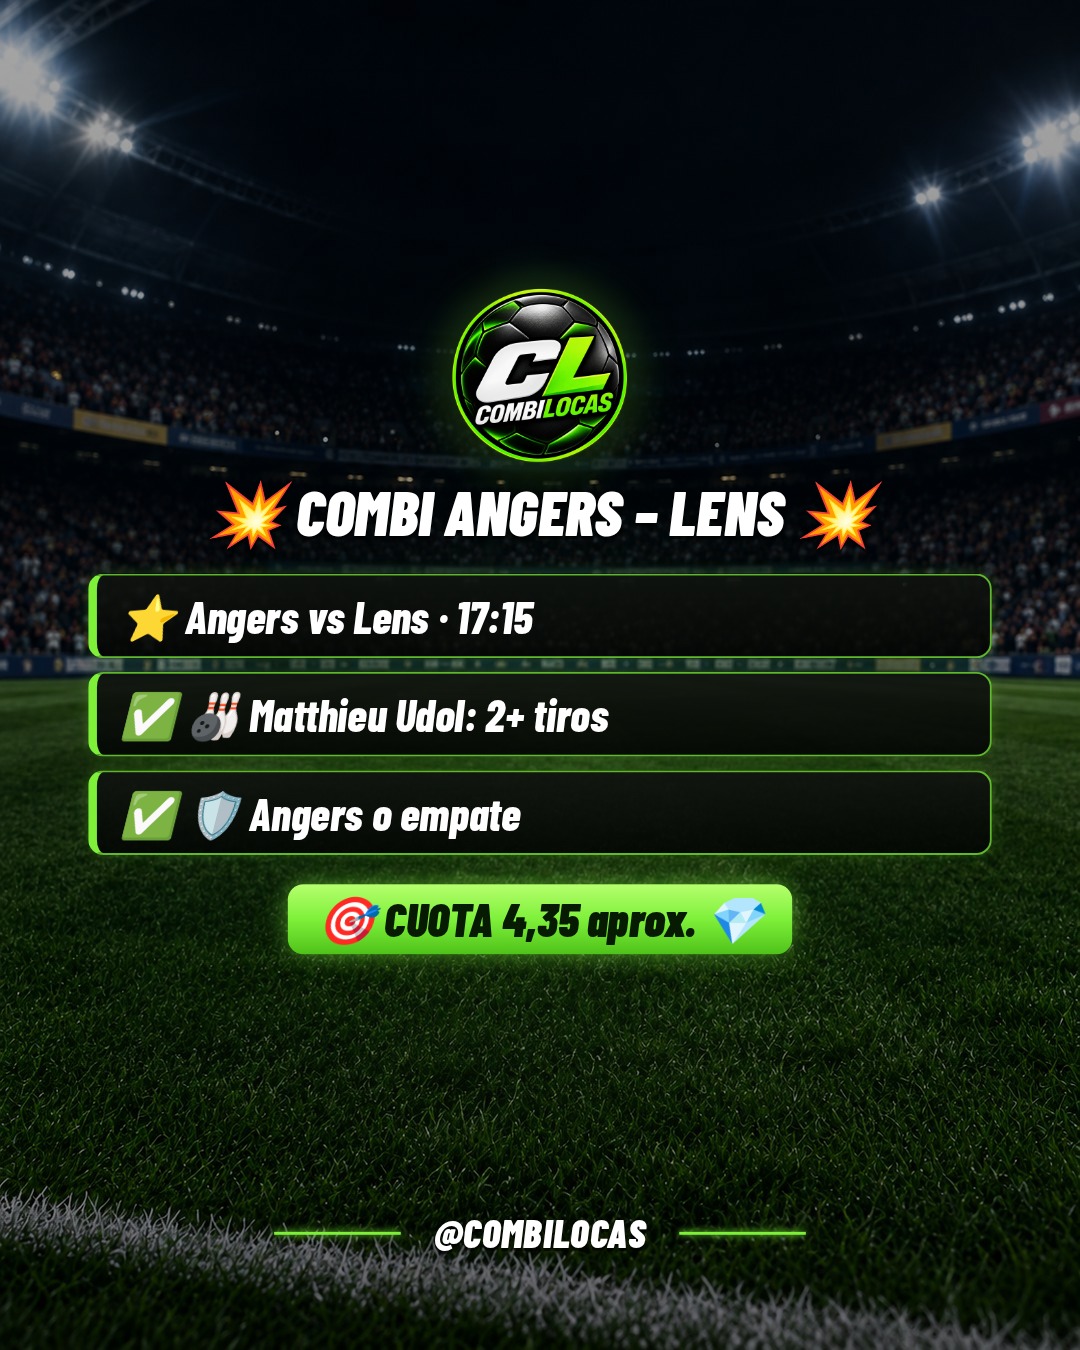 CL
COMBILOCAS
💥 COMBI ANGERS - LENS 💥
⭐ Angers vs Lens · 17:15
✅ 🎳 Matthieu Udol: 2+ tiros
✅ 🛡️ Angers o empate
🎯 CUOTA 4,35 aprox. 💎
@COMBILOCAS